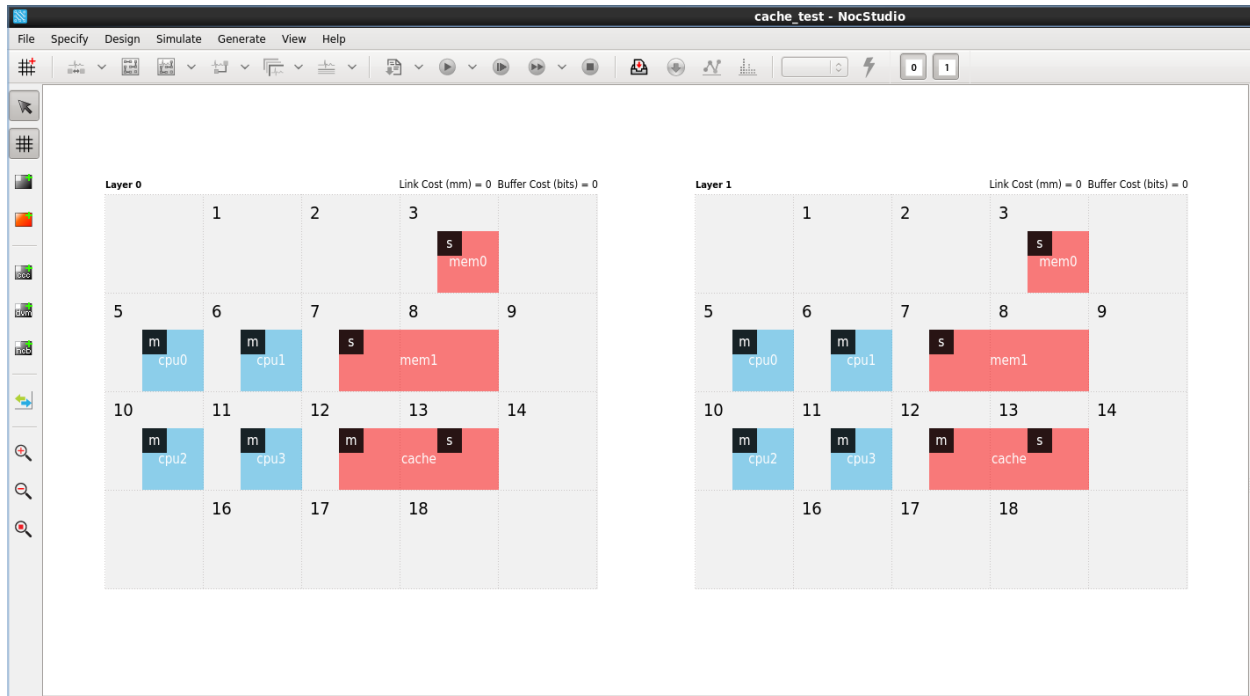 cache_test - NocStudio
File Specify Design Simulate Generate View Help
0 1
Layer 0 Link Cost (mm) = 0 Buffer Cost (bits) = 0
1 2 3
s
mem0
5 6 7 8 9
m m s
cpu0 cpu1 mem1
10 11 12 13 14
m m m s
cpu2 cpu3 cache
16 17 18
Layer 1 Link Cost (mm) = 0 Buffer Cost (bits) = 0
1 2 3
s
mem0
5 6 7 8 9
m m s
cpu0 cpu1 mem1
10 11 12 13 14
m m m s
cpu2 cpu3 cache
16 17 18
ccc
dvm
ncb